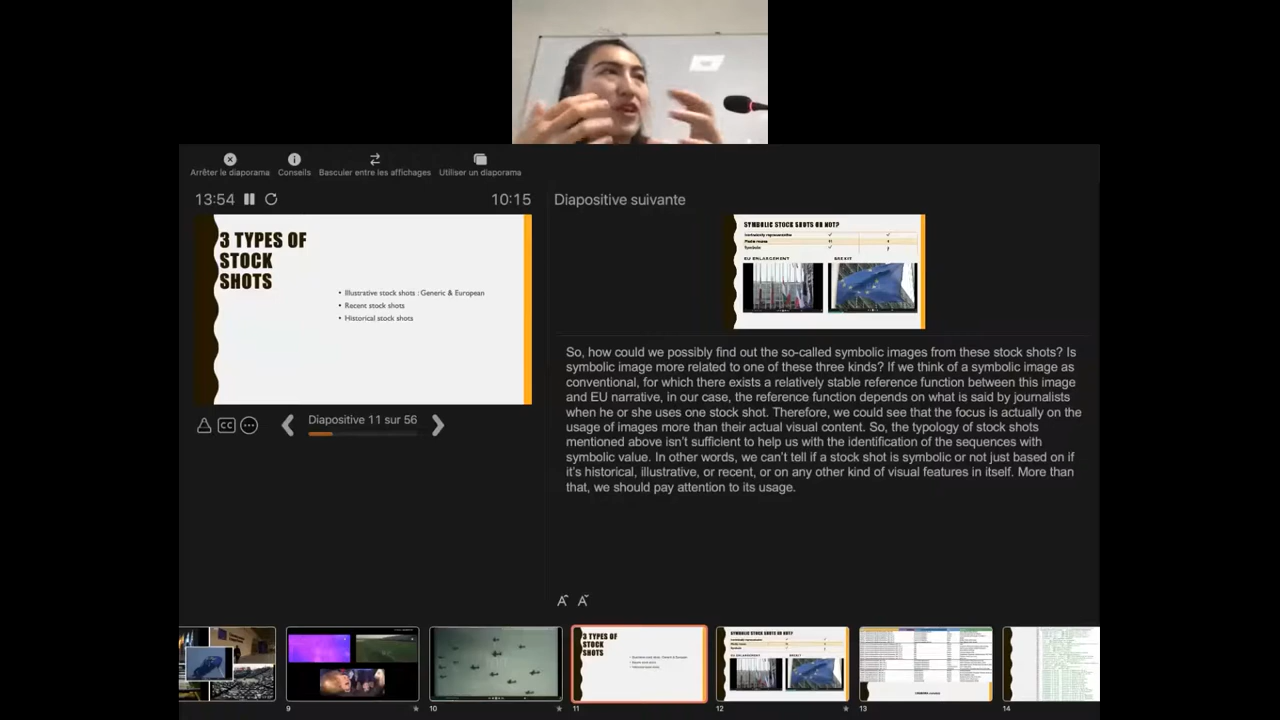 Arrêter le diaporama
Conseils
Basculer entre les affichages
Utiliser un diaporama
13:54
10:15
3 TYPES OF
STOCK
SHOTS
• Illustrative stock shots : Generic & European
• Recent stock shots
• Historical stock shots
CC
Diapositive 11 sur 56
Diapositive suivante
SYMBOLIC STOCK SHOTS OR NOT?
Symbols
EU ENLARGEMENT
BREXIT
So, how could we possibly find out the so-called symbolic images from these stock shots? Is
symbolic image more related to one of these three kinds? If we think of a symbolic image as
conventional, for which there exists a relatively stable reference function between this image
and EU narrative, in our case, the reference function depends on what is said by journalists
when he or she uses one stock shot. Therefore, we could see that the focus is actually on the
usage of images more than their actual visual content. So, the typology of stock shots
mentioned above isn't sufficient to help us with the identification of the sequences with
symbolic value. In other words, we can't tell if a stock shot is symbolic or not just based on if
it's historical, illustrative, or recent, or on any other kind of visual features in itself. More than
that, we should pay attention to its usage.
A A
3 TYPES OF
STOCK
SHOTS
SYMBOLIC STOCK SHOTS OR NOT?
EU ENLARGEMENT
BREXIT
9
10
11
12
13
14